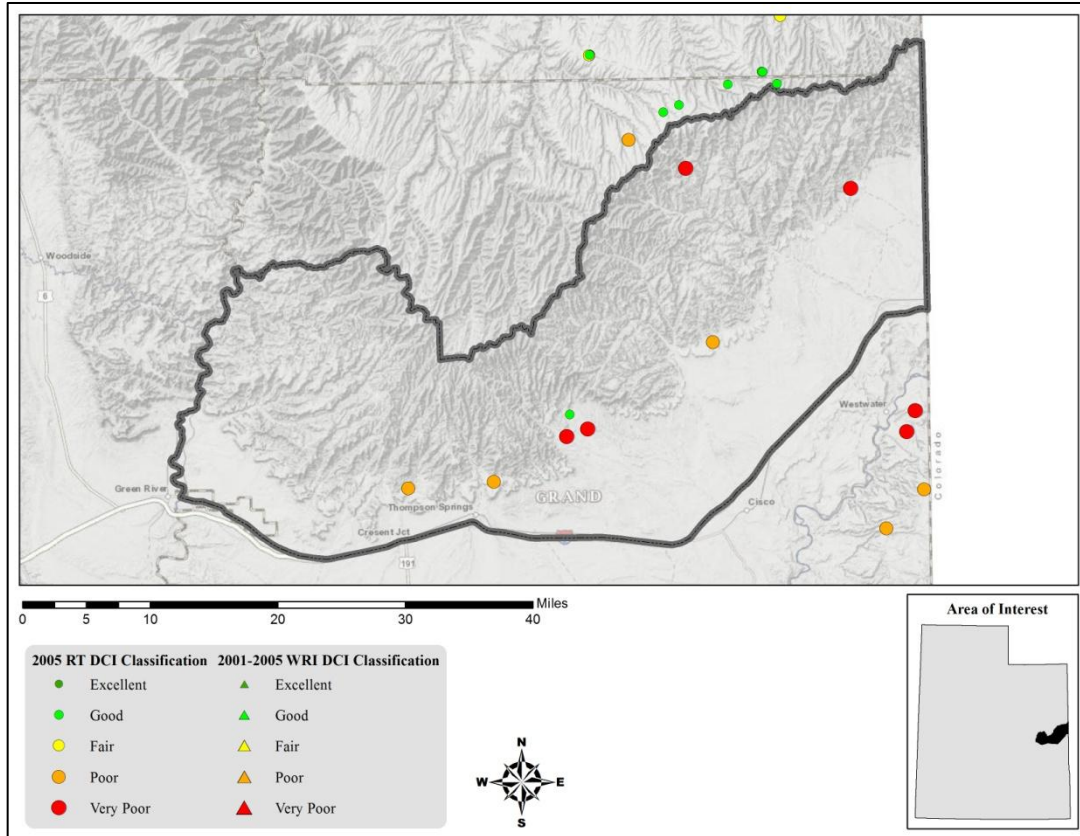 Woodside
6
Westwater
Colorado
Green River
GRAND
Thompson Springs
Cisco
Cresent Jct
191
Miles
0 5 10 20 30 40
Area of Interest
2005 RT DCI Classification 2001-2005 WRI DCI Classification
Excellent Excellent
Good Good
Fair Fair
Poor Poor
Very Poor Very Poor
N
W E
S